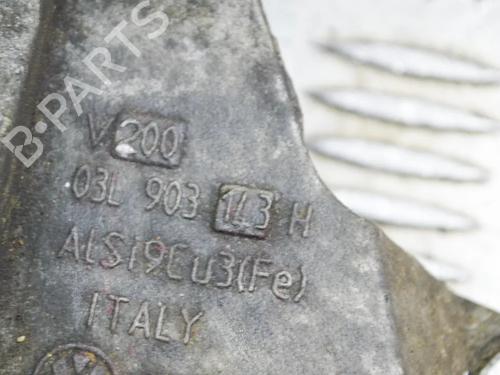 B-PARTS
V 200
03L 903 143 H
ALSi9Cu3(Fe)
ITALY